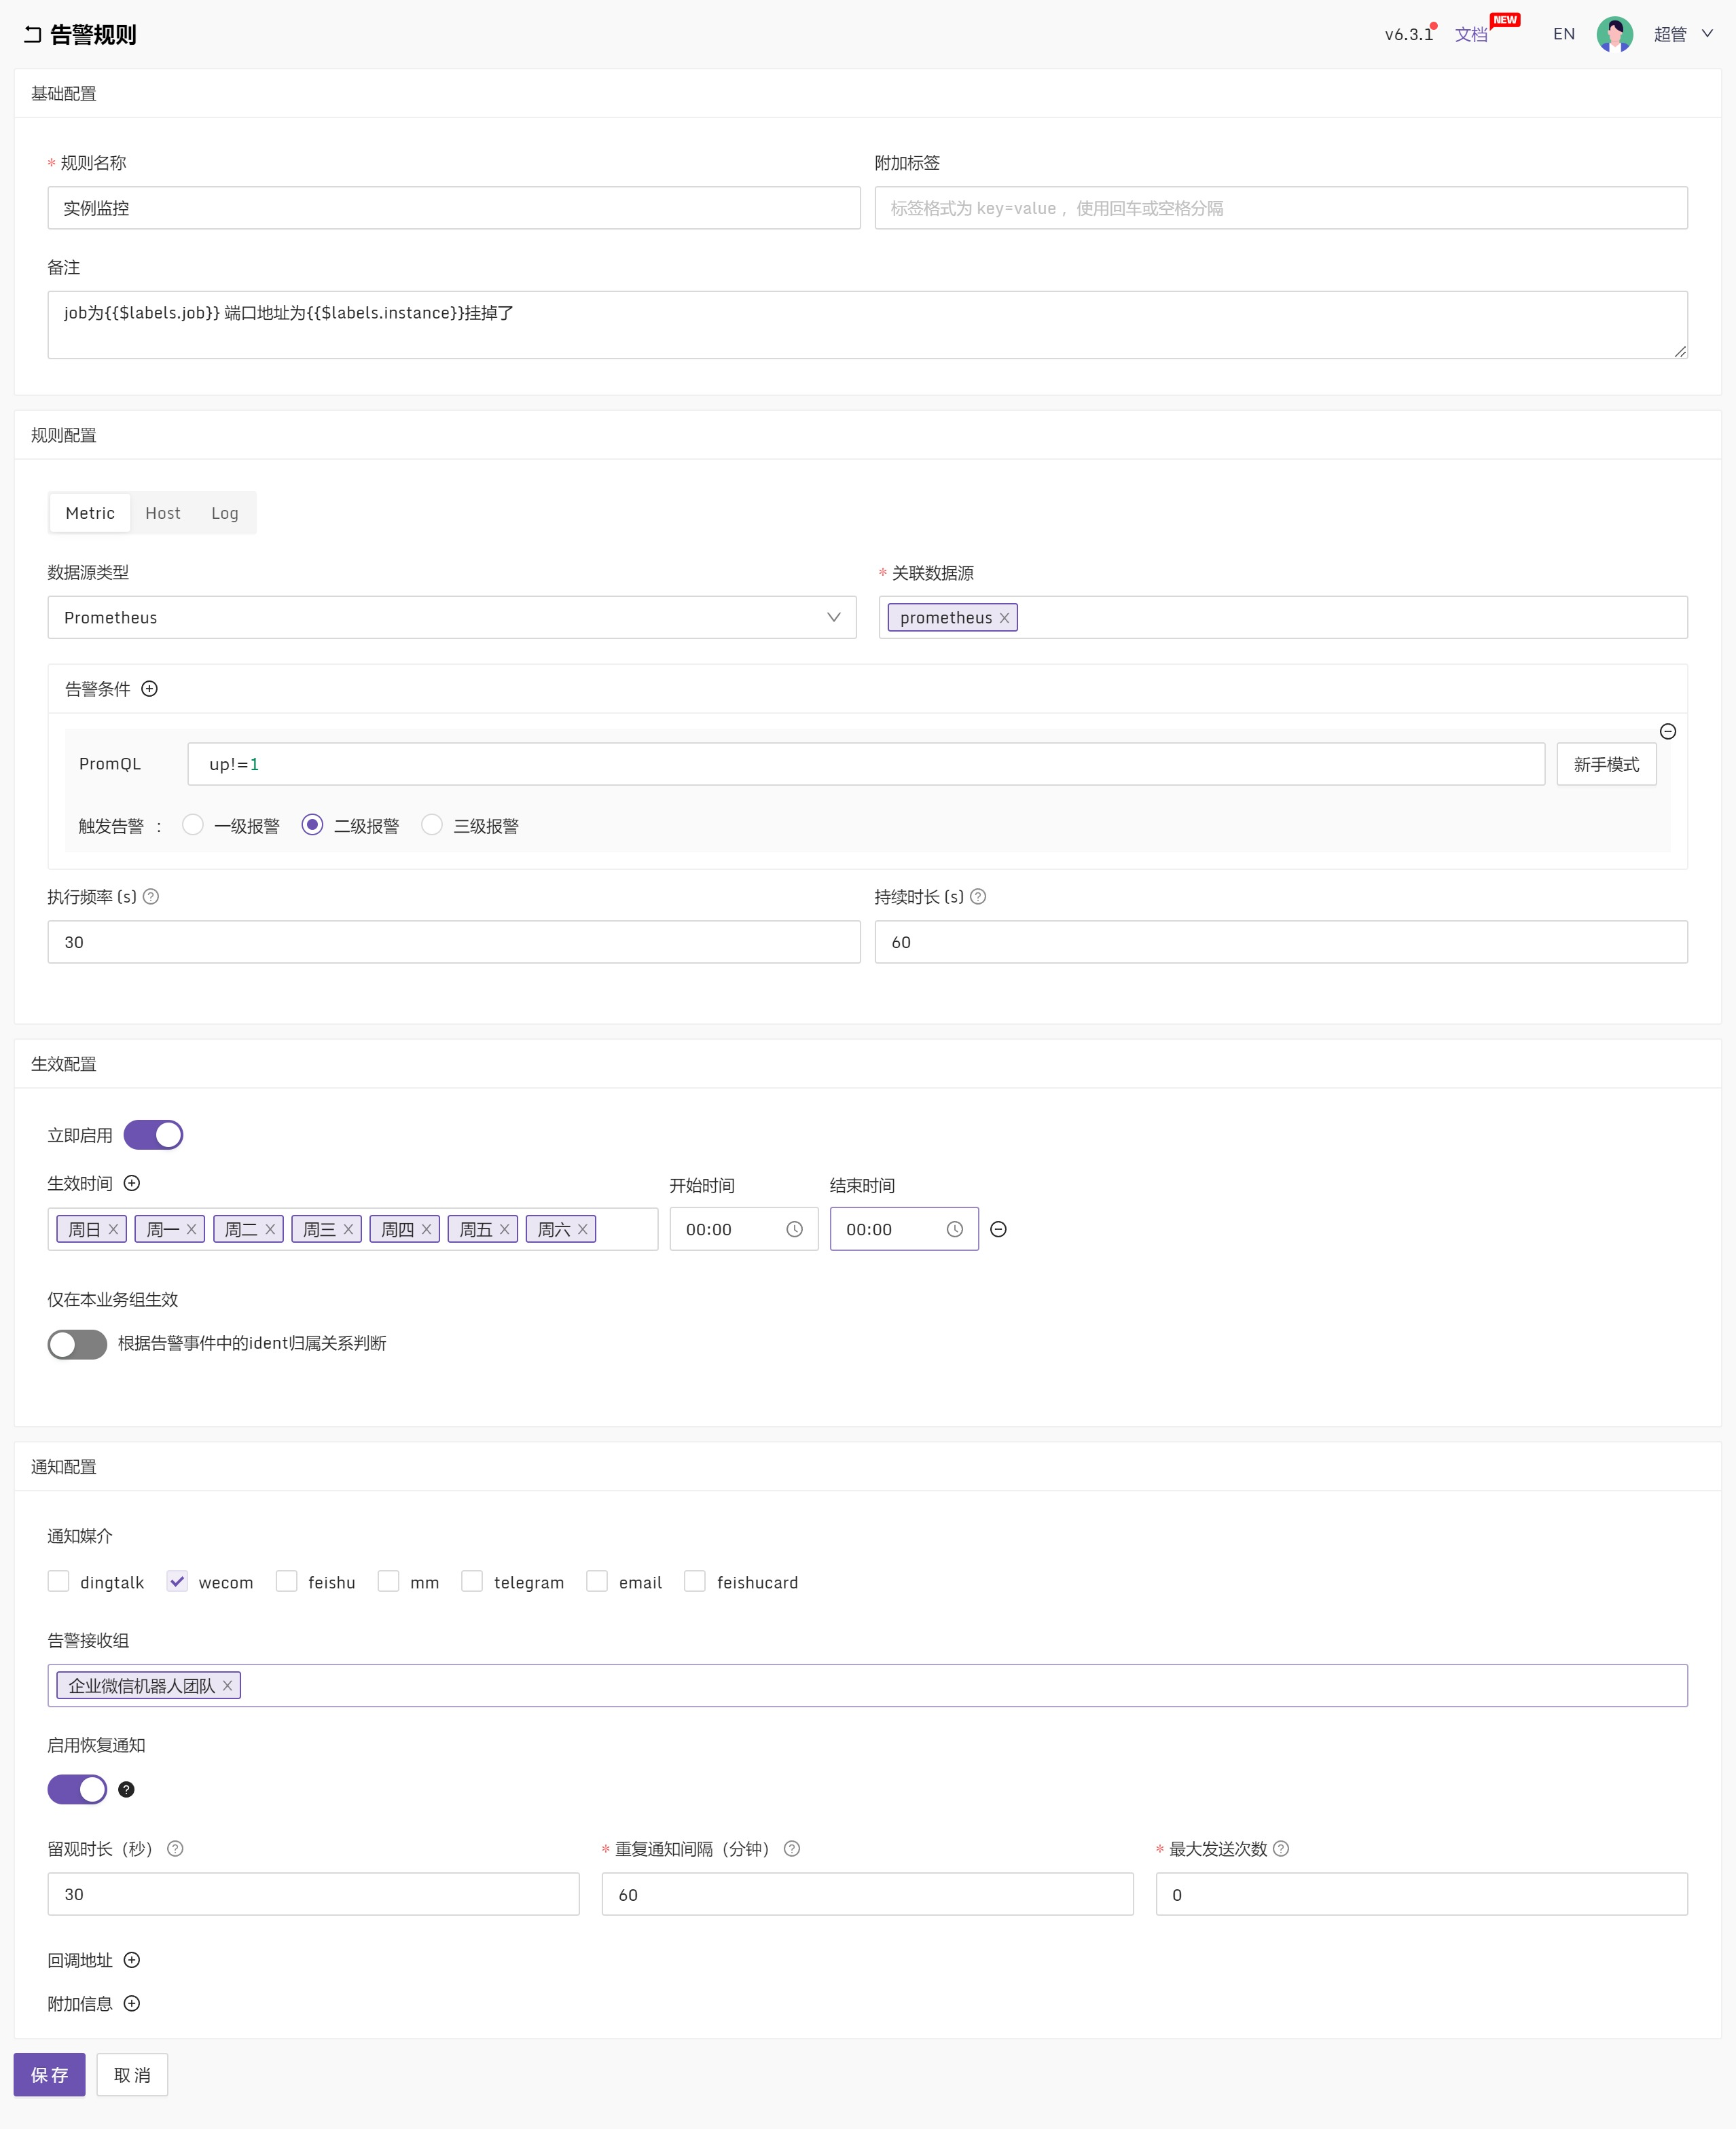 告警规则
v6.3.1 文档 NEW EN 超管
基础配置
* 规则名称
附加标签
实例监控
标签格式为 key=value ，使用回车或空格分隔
备注
job为{{$labels.job}} 端口地址为{{$labels.instance}}挂掉了
规则配置
Metric Host Log
数据源类型
* 关联数据源
Prometheus
prometheus
告警条件
PromQL
up!=1
新手模式
触发告警 : 一级报警 二级报警 三级报警
执行频率 (s)
持续时长 (s)
30
60
生效配置
立即启用
生效时间
开始时间
结束时间
周日 周一 周二 周三 周四 周五 周六
00:00
00:00
仅在本业务组生效
根据告警事件中的ident归属关系判断
通知配置
通知媒介
dingtalk wecom feishu mm telegram email feishucard
告警接收组
企业微信机器人团队
启用恢复通知
留观时长（秒）
* 重复通知间隔（分钟）
* 最大发送次数
30
60
0
回调地址
附加信息
保存 取消